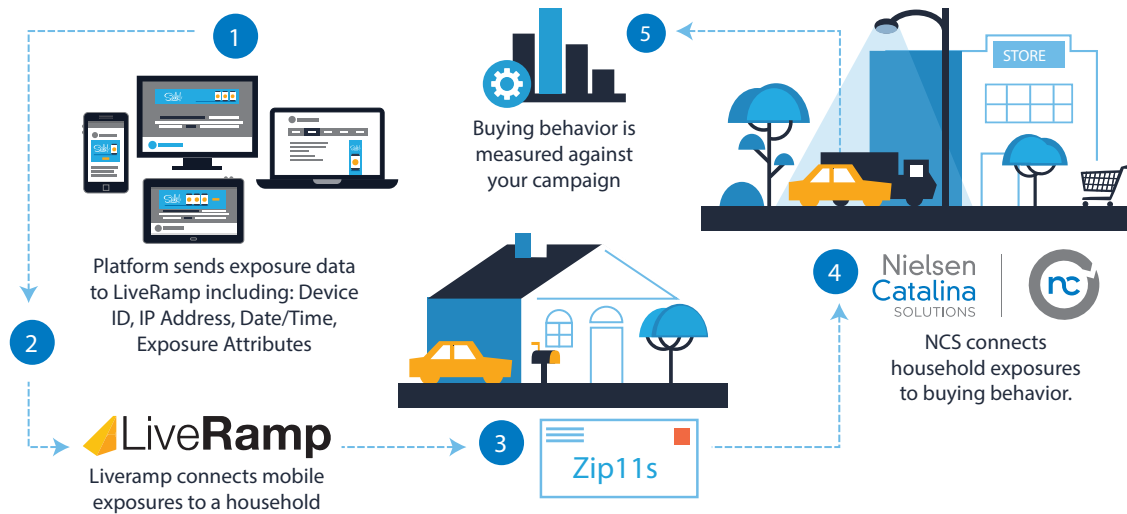 1
Platform sends exposure data
to LiveRamp including: Device
ID, IP Address, Date/Time,
Exposure Attributes
2
LiveRamp
Liveramp connects mobile
exposures to a household
3
Zip11s
4
Nielsen
Catalina
SOLUTIONS
nc
NCS connects
household exposures
to buying behavior.
STORE
5
Buying behavior is
measured against
your campaign